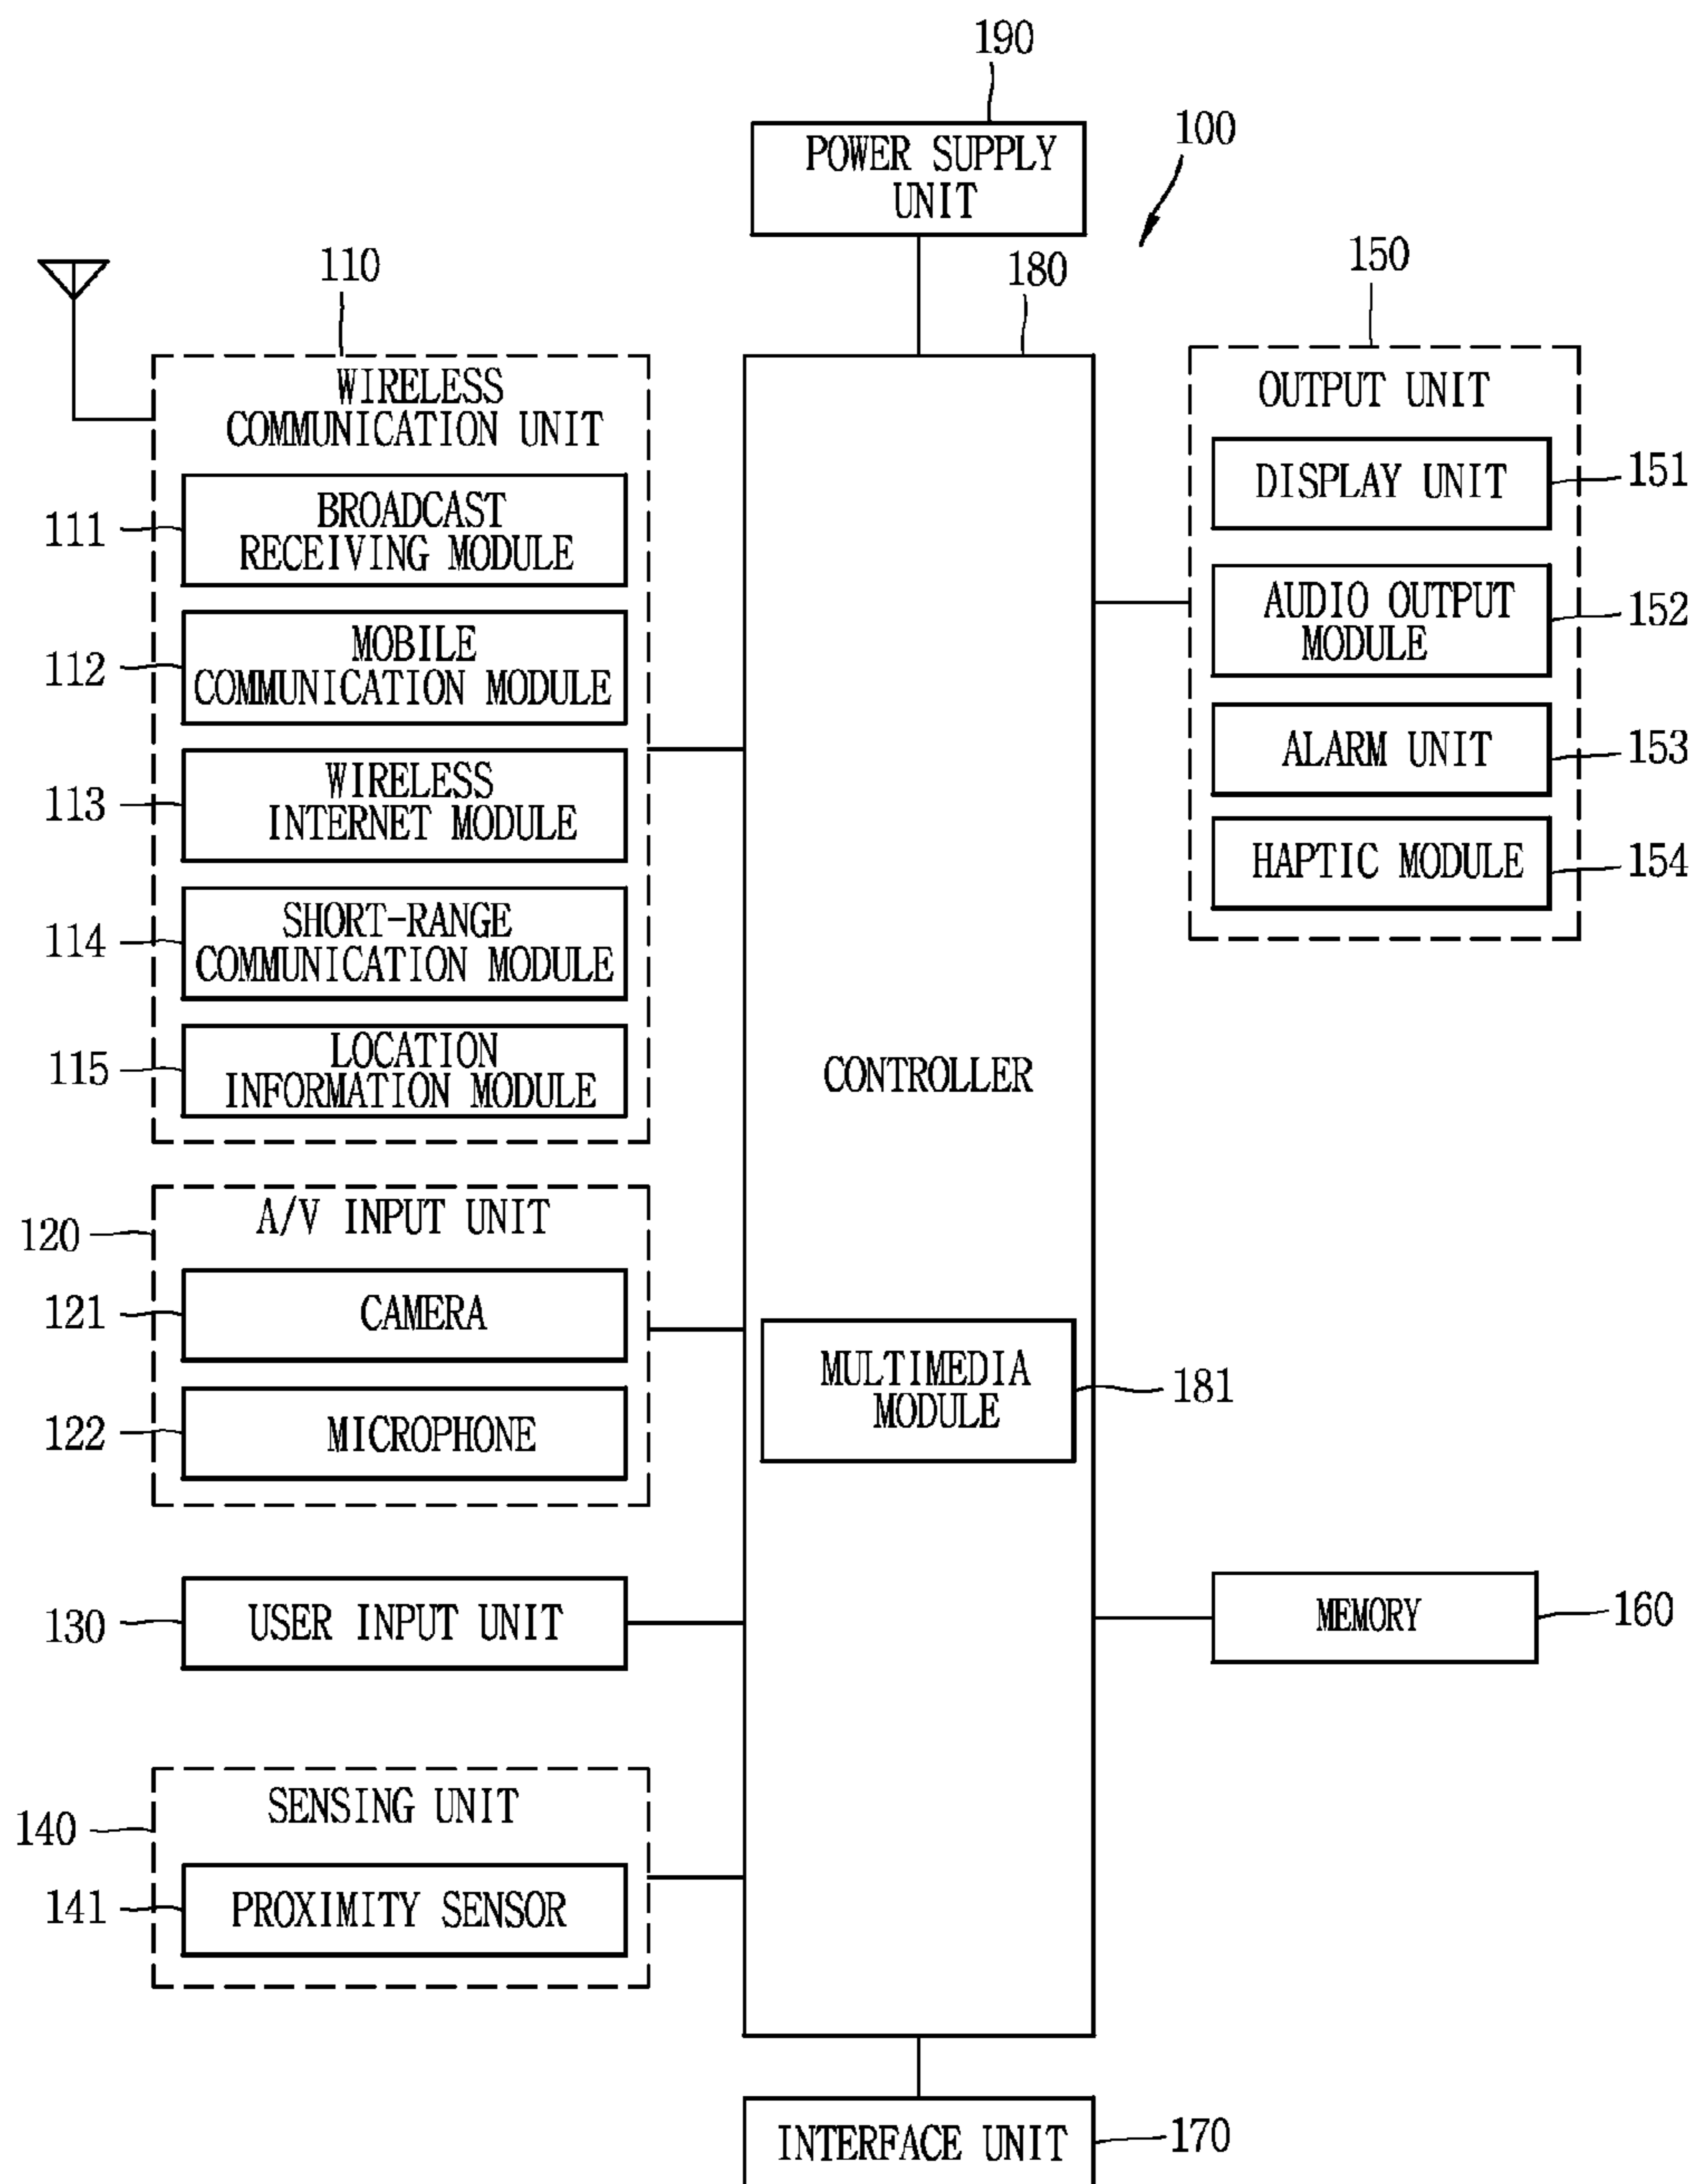 190
POWER SUPPLY
UNIT
100
110
180
150
WIRELESS
COMMUNICATION UNIT
111
BROADCAST
RECEIVING MODULE
112
MOBILE
COMMUNICATION MODULE
113
WIRELESS
INTERNET MODULE
114
SHORT-RANGE
COMMUNICATION MODULE
115
LOCATION
INFORMATION MODULE
120
A/V INPUT UNIT
121
CAMERA
122
MICROPHONE
130
USER INPUT UNIT
140
SENSING UNIT
141
PROXIMITY SENSOR
CONTROLLER
MULTIMEDIA
MODULE
181
OUTPUT UNIT
DISPLAY UNIT
151
AUDIO OUTPUT
MODULE
152
ALARM UNIT
153
HAPTIC MODULE
154
MEMORY
160
INTERFACE UNIT
170